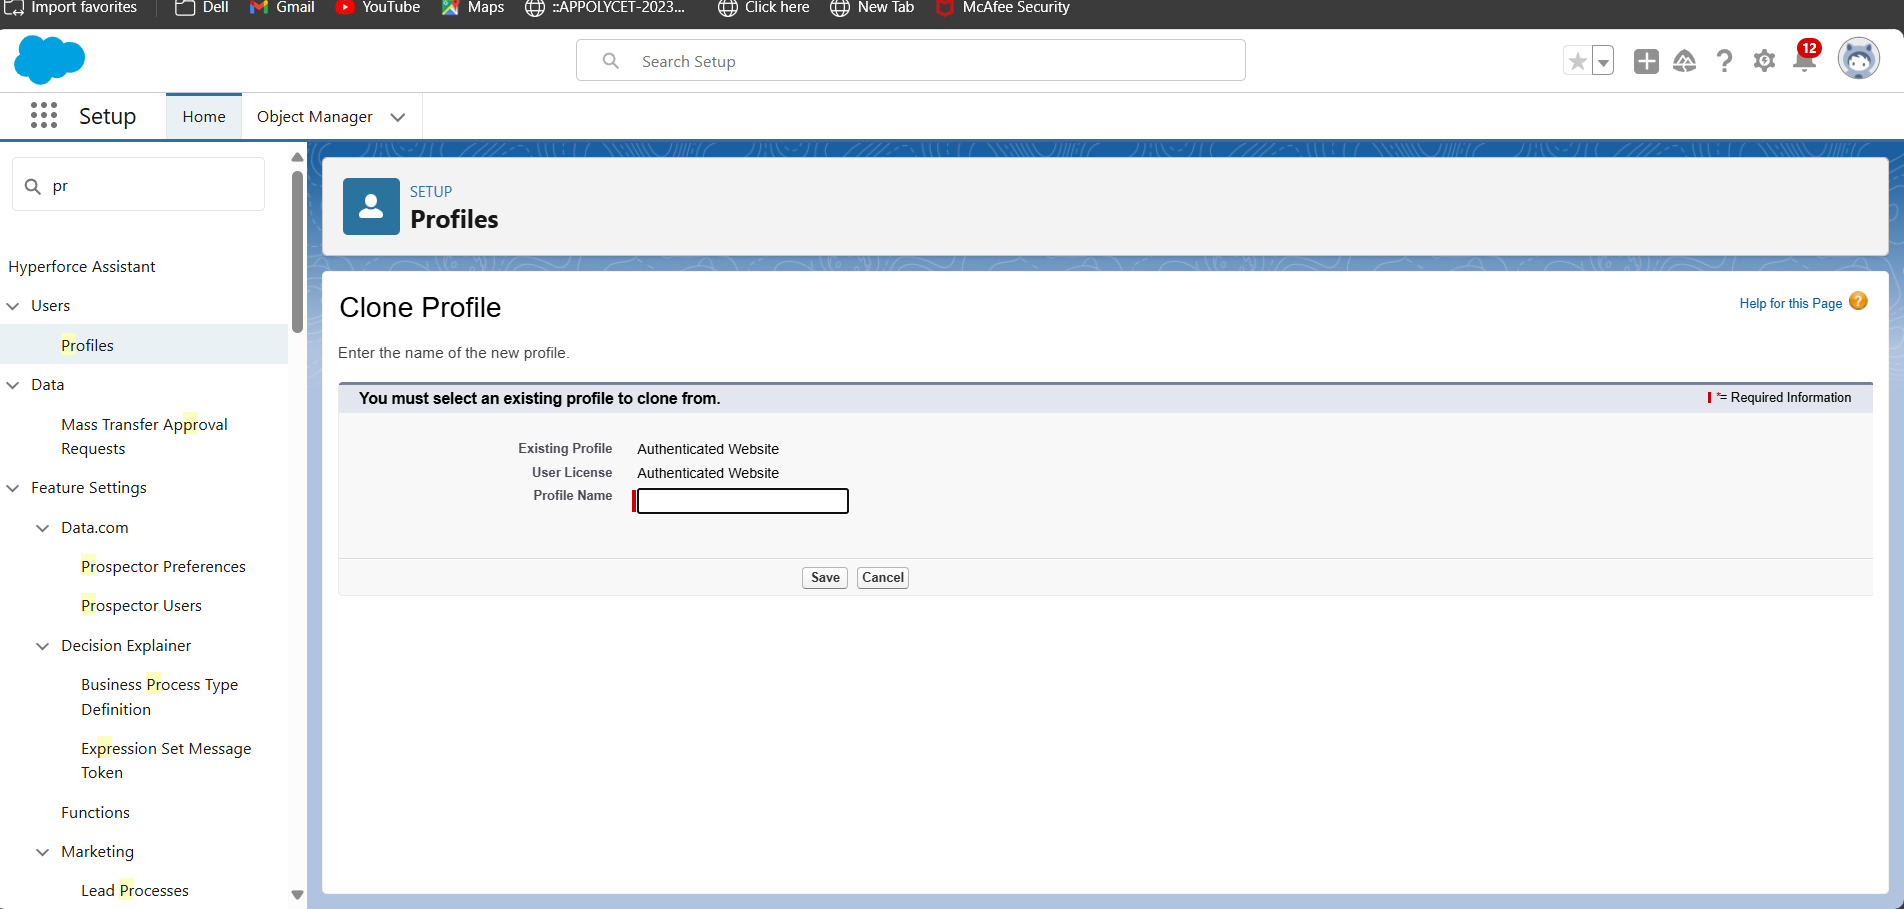 Import favorites
Dell
Gmail
YouTube
Maps
::APPOLYCET-2023...
Click here
New Tab
McAfee Security
Search Setup
12
Setup
Home
Object Manager
pr
SETUP
Profiles
Hyperforce Assistant
Users
Profiles
Data
Mass Transfer Approval
Requests
Feature Settings
Data.com
Prospector Preferences
Prospector Users
Decision Explainer
Business Process Type
Definition
Expression Set Message
Token
Functions
Marketing
Lead Processes
Clone Profile
Help for this Page ?
Enter the name of the new profile.
You must select an existing profile to clone from.
*= Required Information
Existing Profile Authenticated Website
User License Authenticated Website
Profile Name
Save
Cancel